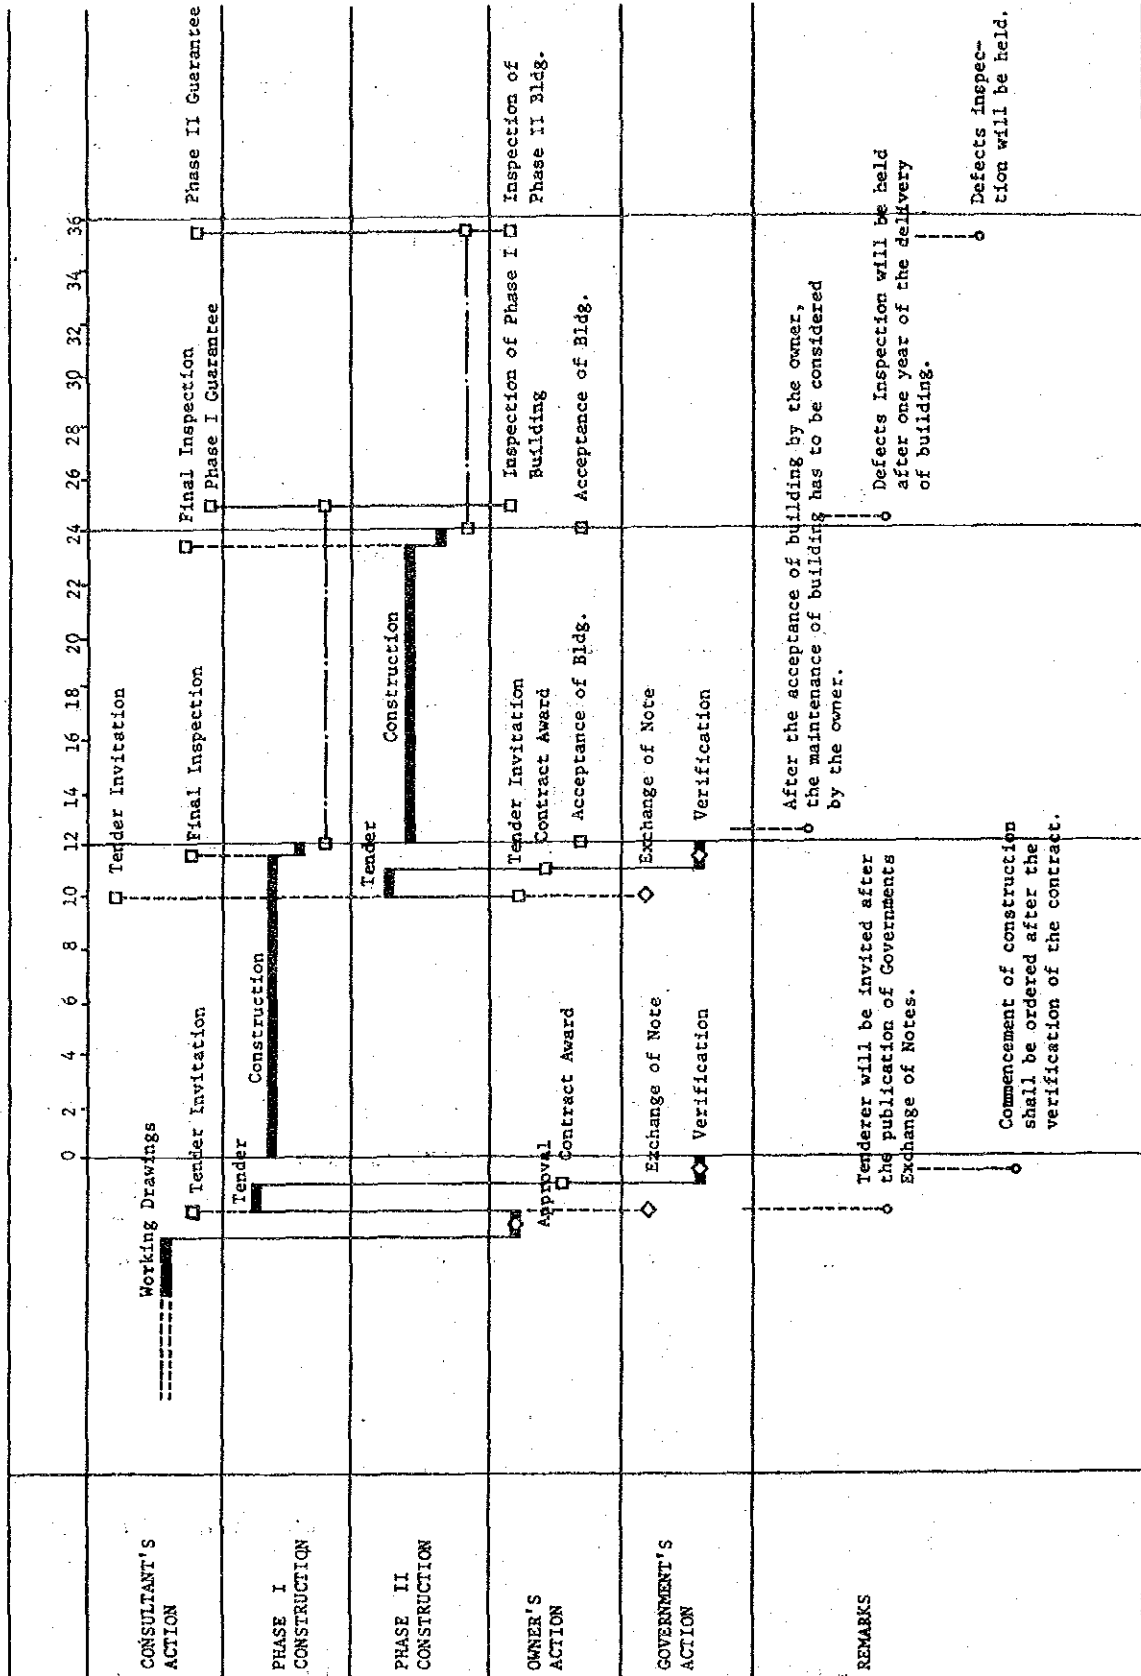 0 2 4 6 8 10 12 14 16 18 20 22 24 26 28 30 32 34 36
CONSULTANT'S
ACTION
Working Drawings
Tender Invitation
Tender Invitation
Final Inspection
Final Inspection
Phase I Guarantee
Phase II Guarantee
PHASE I
CONSTRUCTION
Tender
Construction
PHASE II
CONSTRUCTION
Tender
Construction
OWNER'S
ACTION
Approval
Contract Award
Tender Invitation
Contract Award
Acceptance of Bldg.
Inspection of Phase I
Building
Acceptance of Bldg.
Inspection of
Phase II Bldg.
GOVERNMENT'S
ACTION
Exchange of Note
Verification
Exchange of Note
Verification
REMARKS
Tenderer will be invited after
the publication of Governments
Exchange of Notes.
Commencement of construction
shall be ordered after the
verification of the contract.
After the acceptance of building by the owner,
the maintenance of building has to be considered
by the owner.
Defects Inspection will be held
after one year of the delivery
of building.
Defects inspec-
tion will be held.